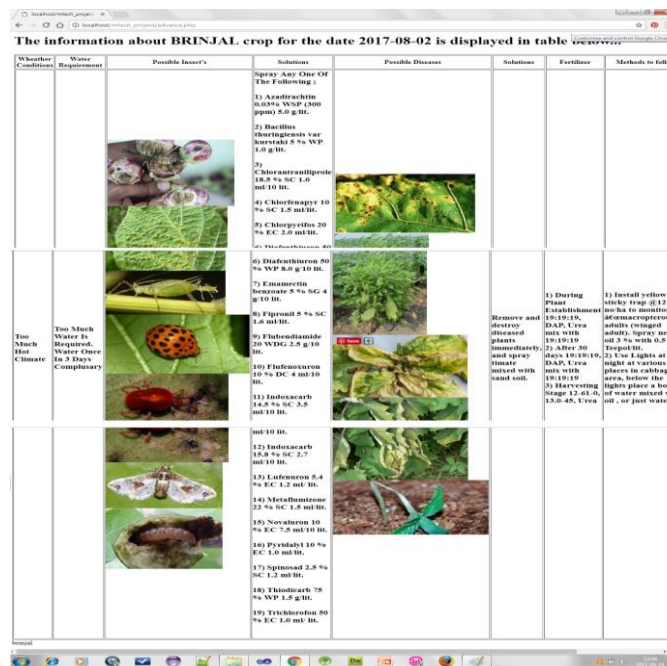 localhost/mtech_project
localhost/mtech_project/advance.php
The information about BRINJAL crop for the date 2017-08-02 is displayed in table below...
Customize and control Google Chrome
Wheather
Conditions
Water
Requirement
Possible Insect's
Solutions
Possible Diseases
Solutions
Fertilizer
Methods to foll
Too
Much
Hot
Climate
Too Much
Water Is
Required.
Water Once
In 3 Days
Complusary
Spray Any One Of
The Following ;
1) Azadirachtin
0.03% WSP (300
ppm) 5.0 g/lit.
2) Bacillus
thuringiensis var
kurstaki 5 % WP
1.0 g/lit.
3)
Chlorantraniliprole
18.5 % SC 1.0
ml/10 lit.
4) Chlorfenapyr 10
% SC 1.5 ml/lit.
5) Chlorpyrifos 20
% EC 2.0 ml/lit.
6) Diafenthiuron 50
6) Diafenthiuron 50
% WP 8.0 g/10 lit.
7) Emamectin
benzoate 5 % SG 4
g/10 lit.
8) Fipronil 5 % SC
1.6 ml/lit.
9) Flubendiamide
20 WDG 2.5 g/10
lit.
10) Flufenoxuron
10 % DC 4 ml/10
lit.
11) Indoxacarb
14.5 % SC 3.5
ml/10 lit.
ml/10 lit.
12) Indoxacarb
15.8 % SC 2.7
ml/10 lit.
13) Lufenuron 5.4
% EC 1.2 ml/ lit.
14) Metaflumizone
22 % SC 1.5 ml/lit.
15) Novaluron 10
% EC 7.5 ml/10 lit.
16) Pyridalyl 10 %
EC 1.0 ml/lit.
17) Spinosad 2.5 %
SC 1.2 ml/lit.
18) Thiodicarb 75
% WP 1.5 g/lit.
19) Trichlorofon 50
% EC 1.0 ml/lit.
Save
Remove and
destroy
diseased
plants
immediately,
and spray
timate
mixed with
sand soil.
1) During
Plant
Establishment
19:19:19,
DAP, Urea
mix with
19:19:19
2) After 30
days 19:19:19,
DAP, Urea
mix with
19:19:19
3) Harvesting
Stage 12-61-0,
13.0-45, Urea
1) Install yellow
sticky trap @12
no/ha to monitor
“macropterou
adults (winged
adult). Spray ne
oil 3 % with 0.5
Teepol/lit.
2) Use Lights at
night at various
places in cabbag
area, below the
lights place a bo
of water mixed w
oil , or just wate
Dw